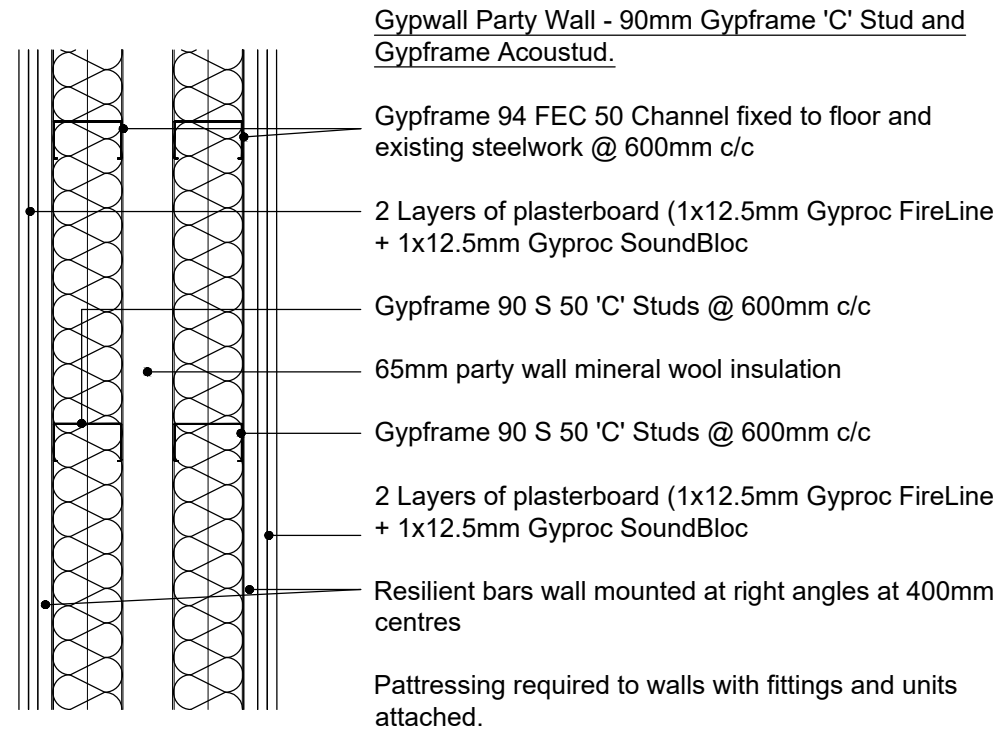 Gypwall Party Wall - 90mm Gypframe 'C' Stud and
Gypframe Acoustud.
Gypframe 94 FEC 50 Channel fixed to floor and
existing steelwork @ 600mm c/c
2 Layers of plasterboard (1x12.5mm Gyproc FireLine
+ 1x12.5mm Gyproc SoundBloc
Gypframe 90 S 50 'C' Studs @ 600mm c/c
65mm party wall mineral wool insulation
Gypframe 90 S 50 'C' Studs @ 600mm c/c
2 Layers of plasterboard (1x12.5mm Gyproc FireLine
+ 1x12.5mm Gyproc SoundBloc
Resilient bars wall mounted at right angles at 400mm
centres
Pattressing required to walls with fittings and units
attached.